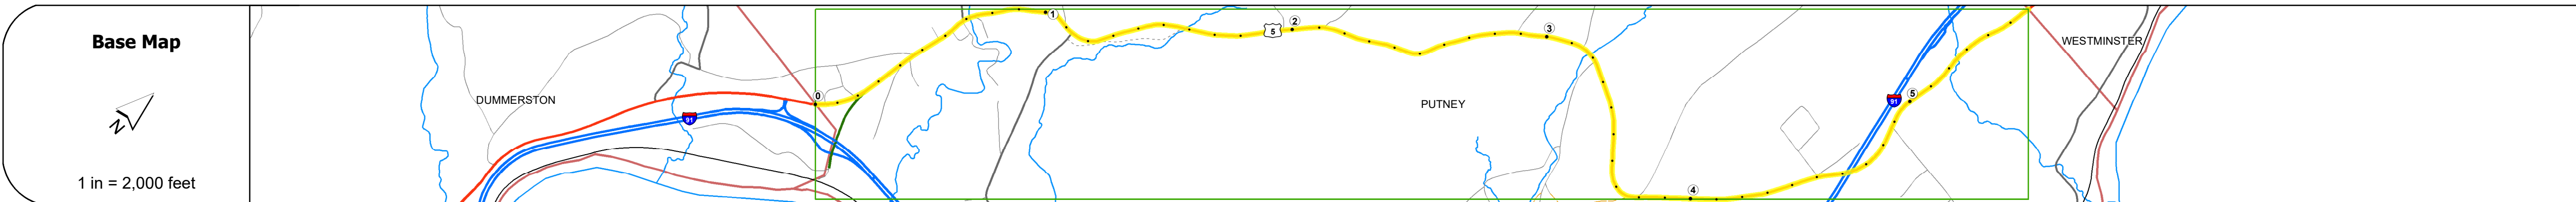 Base Map
N
1 in = 2,000 feet
DUMMERSTON
91
0
1
5
2
3
PUTNEY
4
91
5
WESTMINSTER